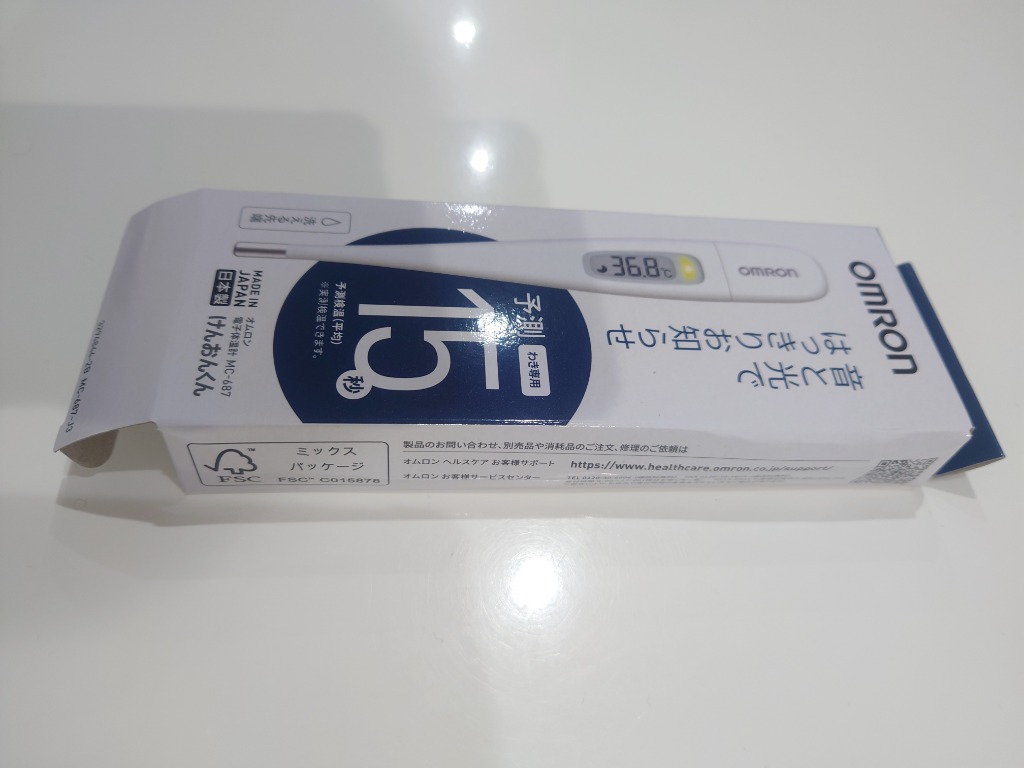 OMRON
音と光で
はっきりお知らせ
OMRON
36.8℃
洗える先端
わき専用
予測
15秒
予測検温(平均)
※実測検温できます。
オムロン
電子体温計 MC-687
けんおんくん
MADE IN
JAPAN
日本製
製品のお問い合わせ、別売品や消耗品のご注文、修理のご依頼は
オムロン ヘルスケア お客様サポート https://www.healthcare.omron.co.jp/support/
オムロン お客様サービスセンター
FSC™
ミックス
パッケージ
FSC™ C015878